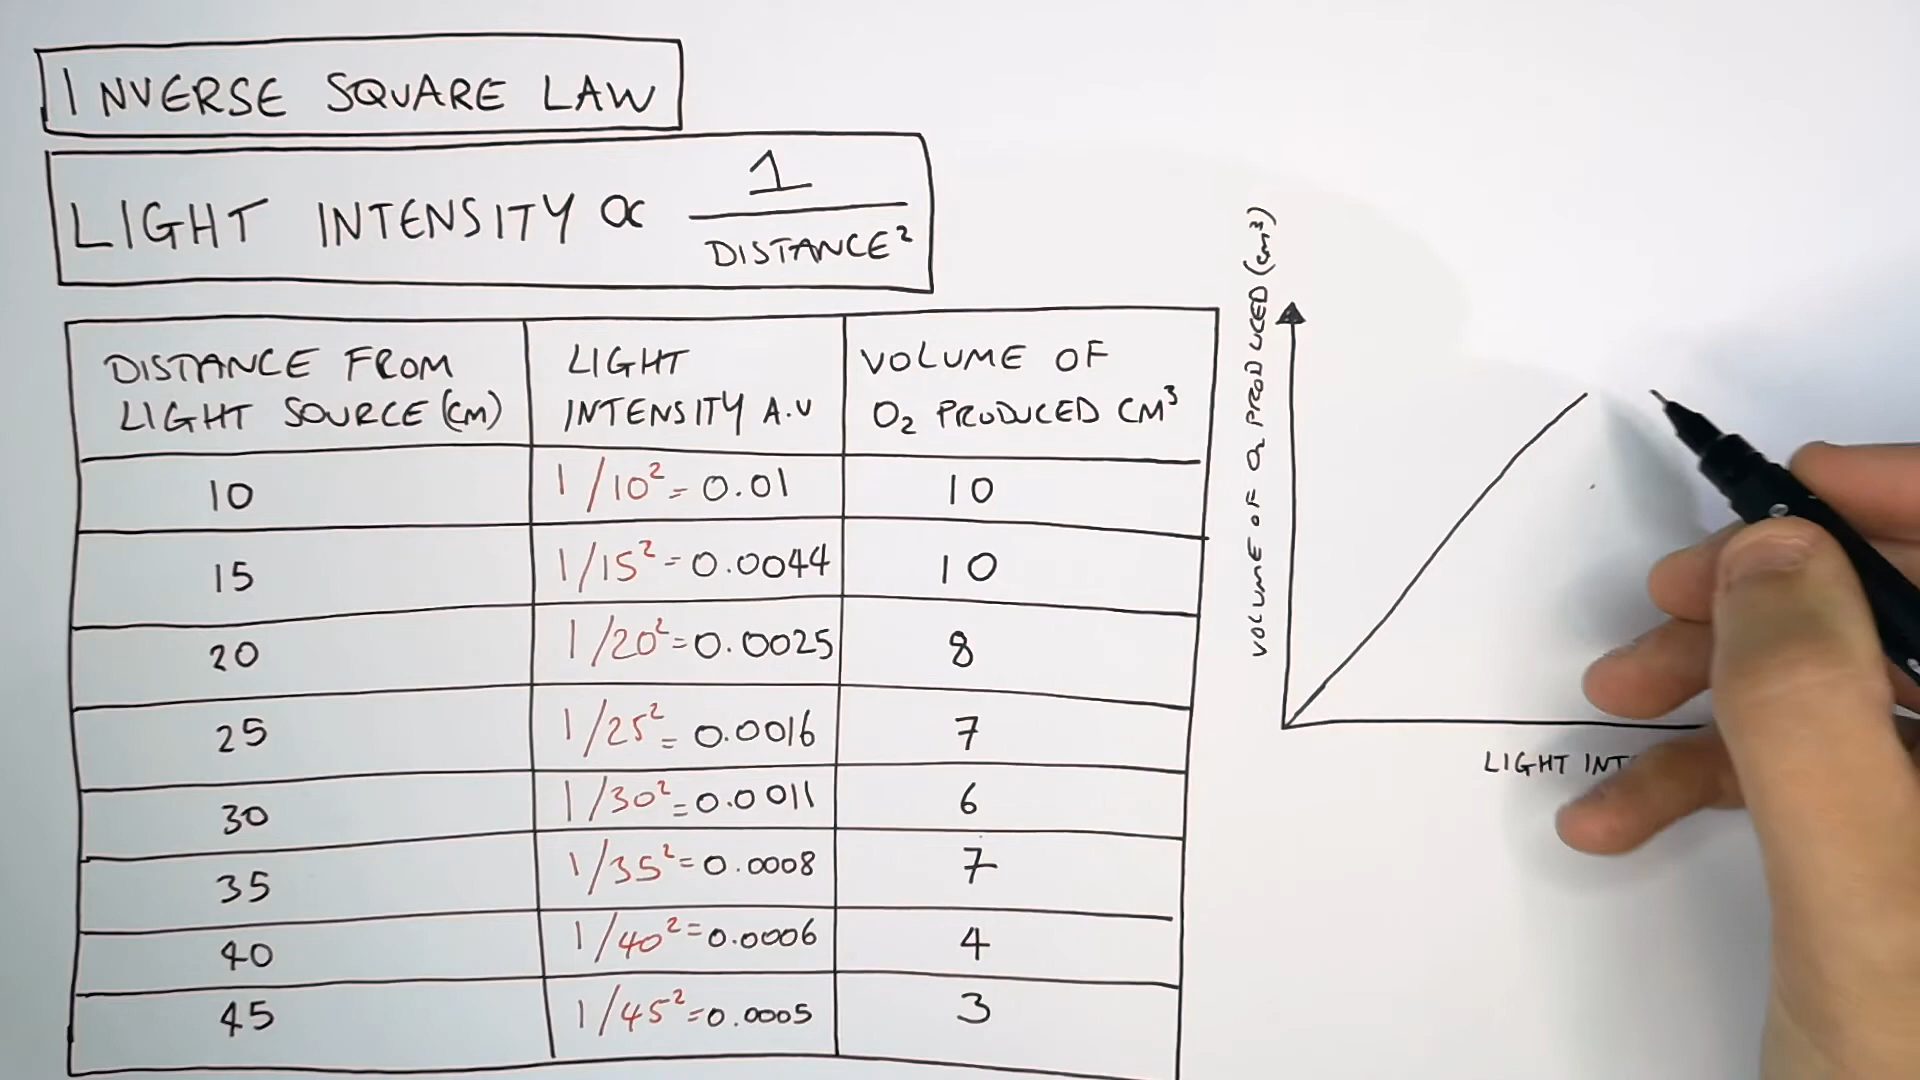 INVERSE SQUARE LAW
LIGHT INTENSITY ∝ 1
DISTANCE²
DISTANCE FROM
LIGHT SOURCE (CM)
LIGHT
INTENSITY A.U
VOLUME OF
O₂ PRODUCED CM³
10
1/10² = 0.01
10
15
1/15² = 0.0044
10
20
1/20² = 0.0025
8
25
1/25² = 0.0016
7
30
1/30² = 0.0011
6
35
1/35² = 0.0008
7
40
1/40² = 0.0006
4
45
1/45² = 0.0005
3
VOLUME OF O₂ PRODUCED (cm³)
LIGHT INT